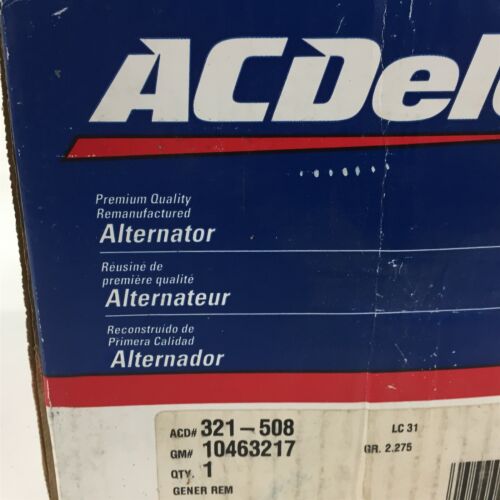 ACDel
Premium Quality
Remanufactured
Alternator
Réusiné de
première qualité
Alternateur
Reconstruido de
Primera Calidad
Alternador
ACD# 321-508 LC 31
GM# 10463217 GR. 2.275
QTY. 1
GENER REM